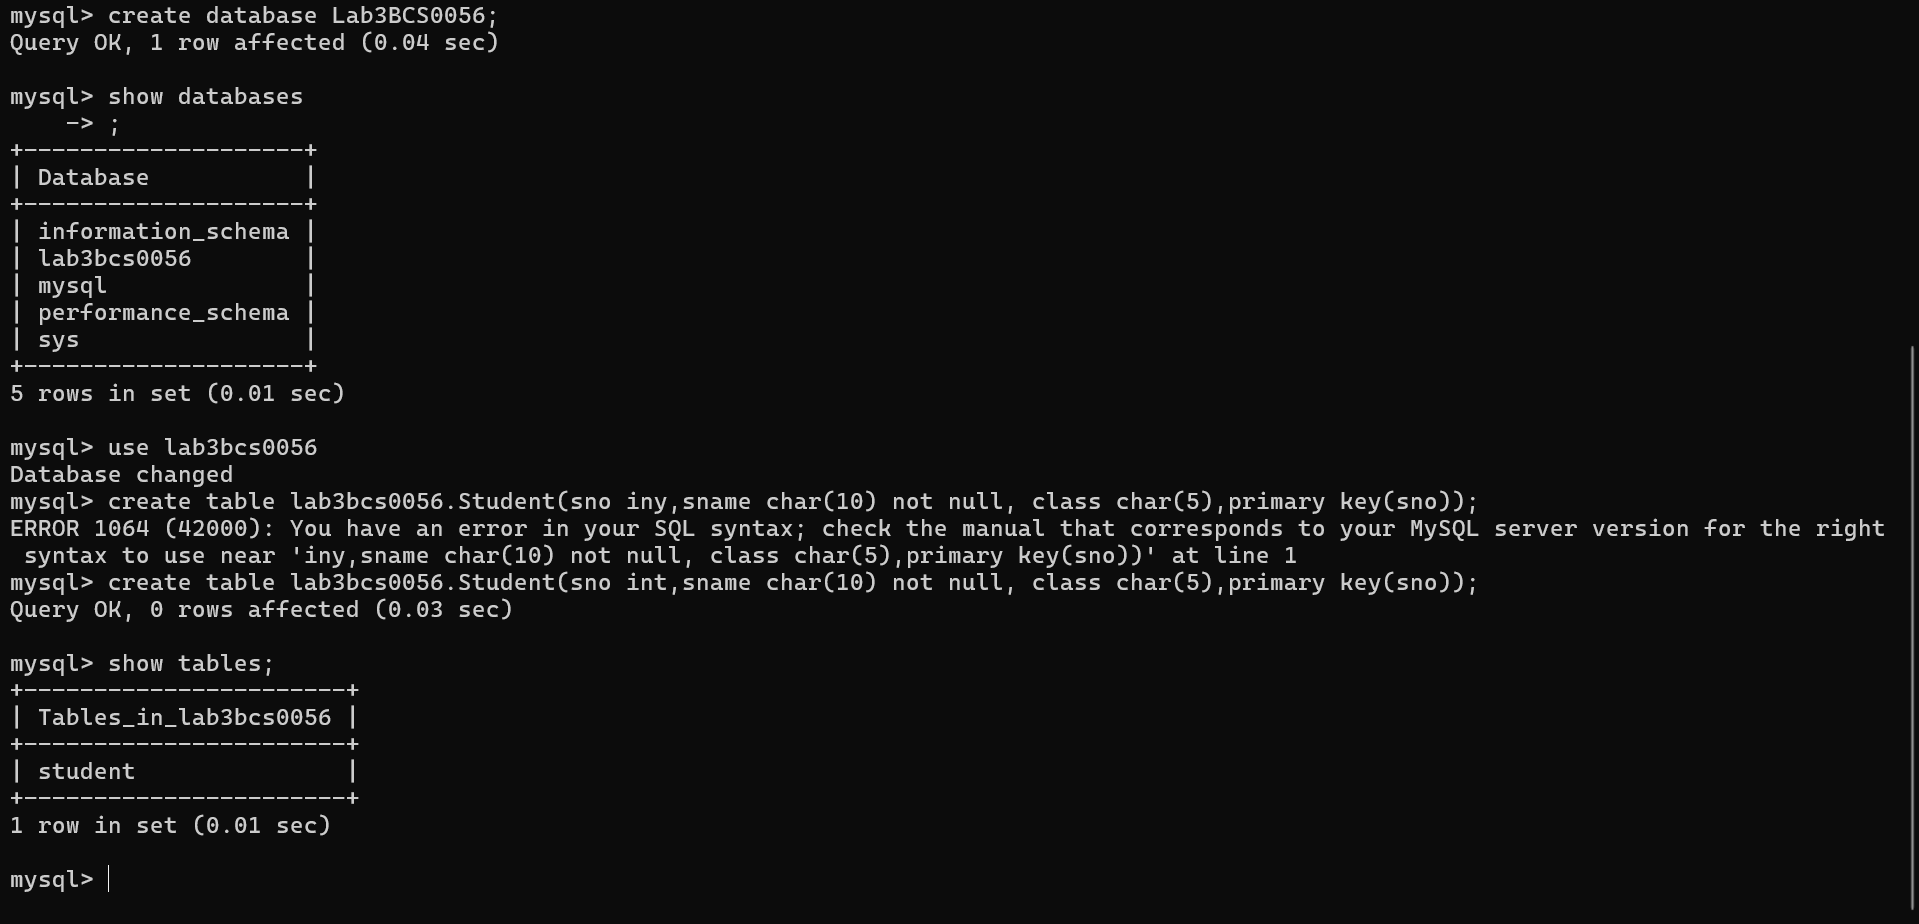 mysql> create database Lab3BCS0056;
Query OK, 1 row affected (0.04 sec)

mysql> show databases
    -> ;
+--------------------+
| Database           |
+--------------------+
| information_schema |
| lab3bcs0056        |
| mysql              |
| performance_schema |
| sys                |
+--------------------+
5 rows in set (0.01 sec)

mysql> use lab3bcs0056
Database changed
mysql> create table lab3bcs0056.Student(sno iny,sname char(10) not null, class char(5),primary key(sno));
ERROR 1064 (42000): You have an error in your SQL syntax; check the manual that corresponds to your MySQL server version for the right
 syntax to use near 'iny,sname char(10) not null, class char(5),primary key(sno))' at line 1
mysql> create table lab3bcs0056.Student(sno int,sname char(10) not null, class char(5),primary key(sno));
Query OK, 0 rows affected (0.03 sec)

mysql> show tables;
+-----------------------+
| Tables_in_lab3bcs0056 |
+-----------------------+
| student               |
+-----------------------+
1 row in set (0.01 sec)

mysql>